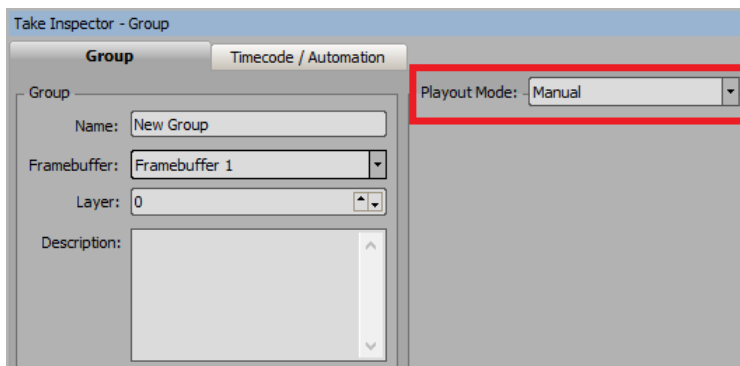 Take Inspector - Group
Group
Timecode / Automation
Group
Name: New Group
Framebuffer: Framebuffer 1
Layer: 0
Description:
Playout Mode: Manual